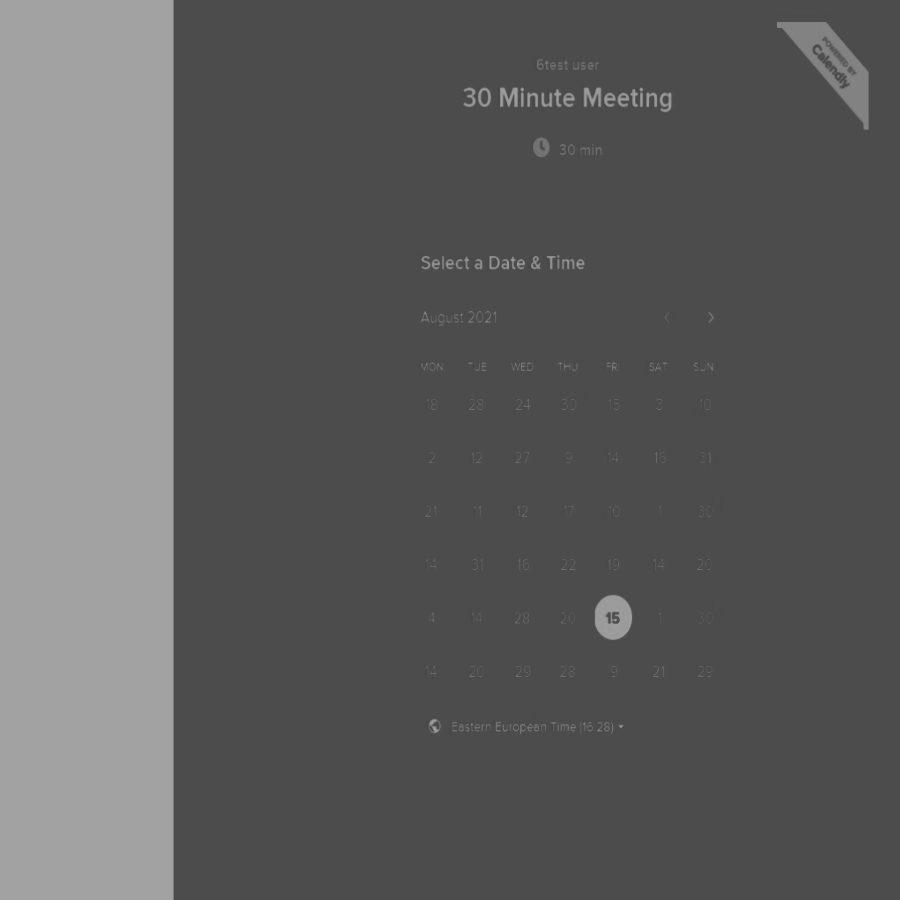 POWERED BY
Calendly
6test user
30 Minute Meeting
30 min
Select a Date & Time
August 2021
MON TUE WED THU FRI SAT SUN
18 28 24 30 15 3 10
2 12 27 9 14 16 31
21 11 12 17 10 1 30
14 31 16 22 19 14 20
4 14 28 20 15 1 30
14 20 29 28 9 21 29
Eastern European Time (16:28)